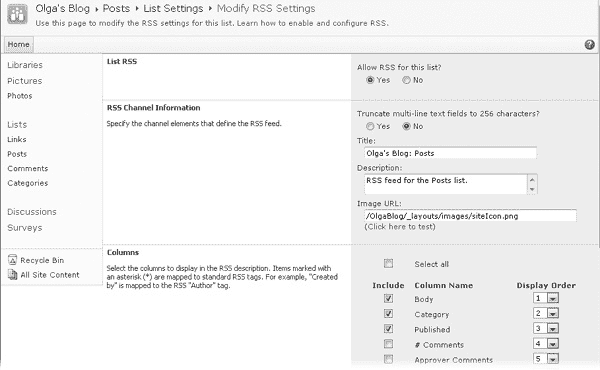 Olga's Blog ▸ Posts ▸ List Settings ▸ Modify RSS Settings
Use this page to modify the RSS settings for this list. Learn how to enable and configure RSS.
Home
Libraries
Pictures
Photos
Lists
Links
Posts
Comments
Categories
Discussions
Surveys
Recycle Bin
All Site Content
List RSS
Allow RSS for this list?
Yes No
RSS Channel Information
Specify the channel elements that define the RSS feed.
Truncate multi-line text fields to 256 characters?
Yes No
Title:
Olga's Blog: Posts
Description:
RSS feed for the Posts list.
Image URL:
/OlgaBlog/_layouts/images/siteIcon.png
(Click here to test)
Columns
Select the columns to display in the RSS description. Items marked with
an asterisk (*) are mapped to standard RSS tags. For example, "Created
by" is mapped to the RSS "Author" tag.
Select all
Include Column Name Display Order
Body 1
Category 2
Published 3
# Comments 4
Approver Comments 5